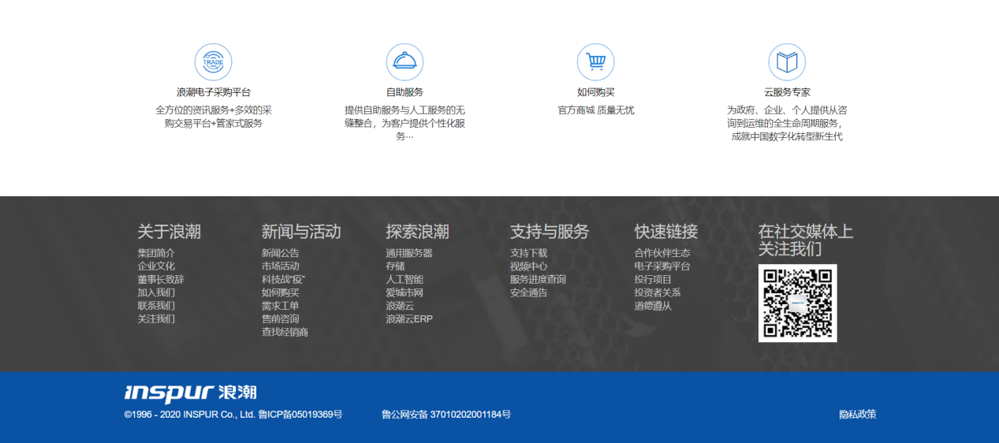 TRADE
浪潮电子采购平台
全方位的资讯服务+多效的采
购交易平台+管家式服务
自助服务
提供自助服务与人工服务的无
缝整合，为客户提供个性化服
务…
如何购买
官方商城 质量无忧
云服务专家
为政府、企业、个人提供从咨
询到运维的全生命周期服务，
成就中国数字化转型新生代
关于浪潮
集团简介
企业文化
董事长致辞
加入我们
联系我们
关注我们
新闻与活动
新闻公告
市场活动
科技战“疫”
如何购买
需求工单
售前咨询
查找经销商
探索浪潮
通用服务器
存储
人工智能
爱城市网
浪潮云
浪潮云ERP
支持与服务
支持下载
视频中心
服务进度查询
安全通告
快速链接
合作伙伴生态
电子采购平台
投行项目
投资者关系
道德遵从
在社交媒体上
关注我们
inspur 浪潮
©1996 - 2020 INSPUR Co., Ltd. 鲁ICP备05019369号
鲁公网安备 37010202001184号
隐私政策